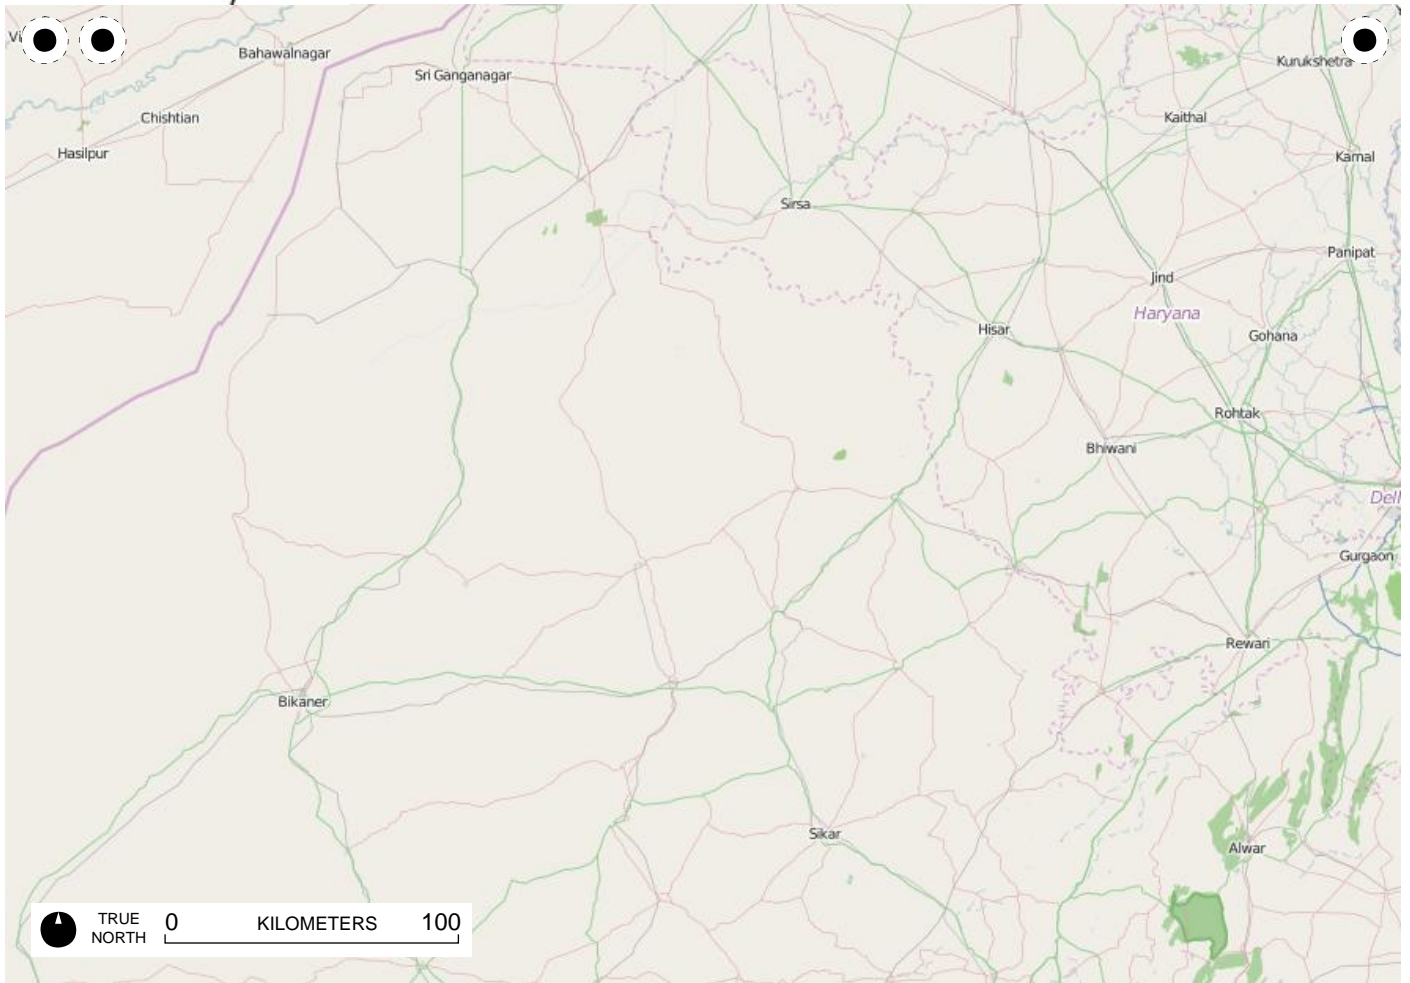 Bahawalnagar
Sri Ganganagar
Kurukshetra
Chishtian
Kaithal
Hasilpur
Karnal
Sirsa
Panipat
Jind
Haryana
Hisar
Gohana
Rohtak
Bhiwani
Gurgaon
Rewari
Bikaner
Sikar
Alwar
TRUE
NORTH
0 KILOMETERS 100